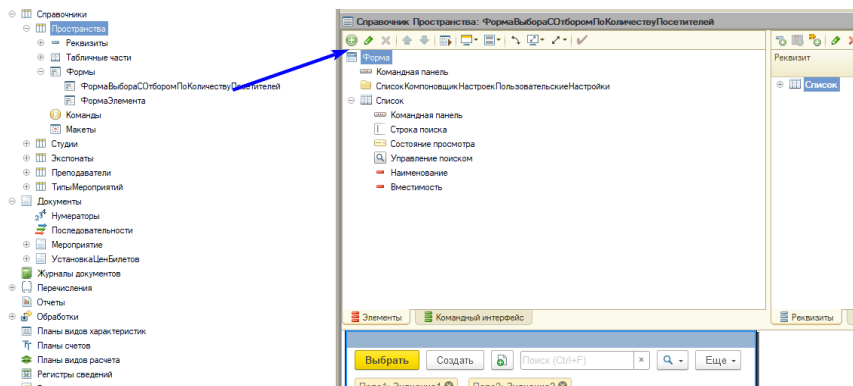 Справочники
Пространства
Реквизиты
Табличные части
Формы
ФормаВыбораСОтборомПоКоличествуПосетителей
ФормаЭлемента
Команды
Макеты
Студии
Экспонаты
Преподаватели
ТипыМероприятий
Документы
Нумераторы
Последовательности
Мероприятие
УстановкаЦенБилетов
Журналы документов
Перечисления
Отчеты
Обработки
Планы видов характеристик
Планы счетов
Планы видов расчета
Регистры сведений
Справочник Пространства: ФормаВыбораСОтборомПоКоличествуПосетителей
Форма
Командная панель
СписокКомпоновщикНастроекПользовательскиеНастройки
Список
Командная панель
Строка поиска
Состояние просмотра
Управление поиском
Наименование
Вместимость
Элементы Командный интерфейс
Реквизит
Список
Реквизиты
Выбрать Создать Поиск (Ctrl+F) × Еще